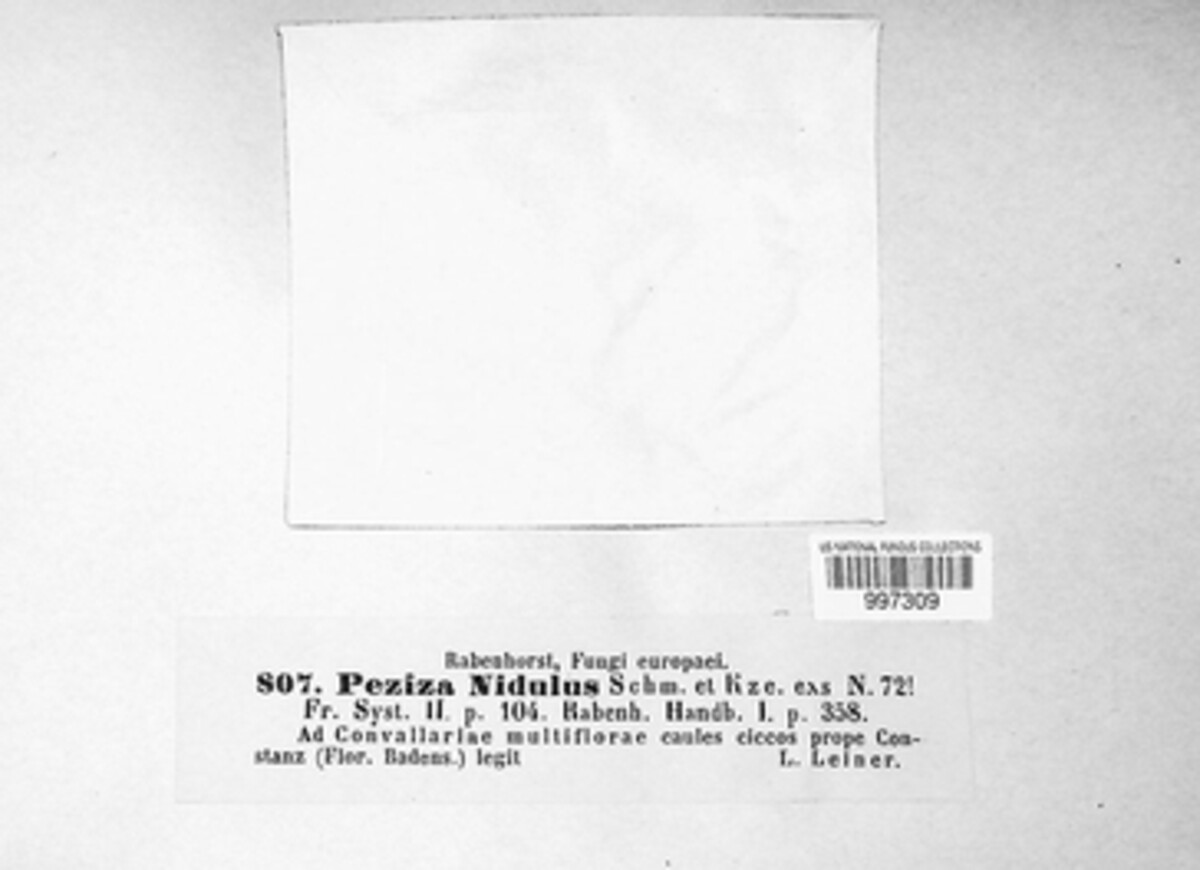 US NATIONAL FUNGUS COLLECTIONS
997309
Rabenhorst, Fungi europaei.
807. Peziza Nidulus Schm. et Kze. exs N. 72!
Fr. Syst. II. p. 104. Rabenh. Handb. I. p. 358.
Ad Convallariae multiflorae caules ciccos prope Con-
stanz (Flor. Badens.) legit L. Leiner.